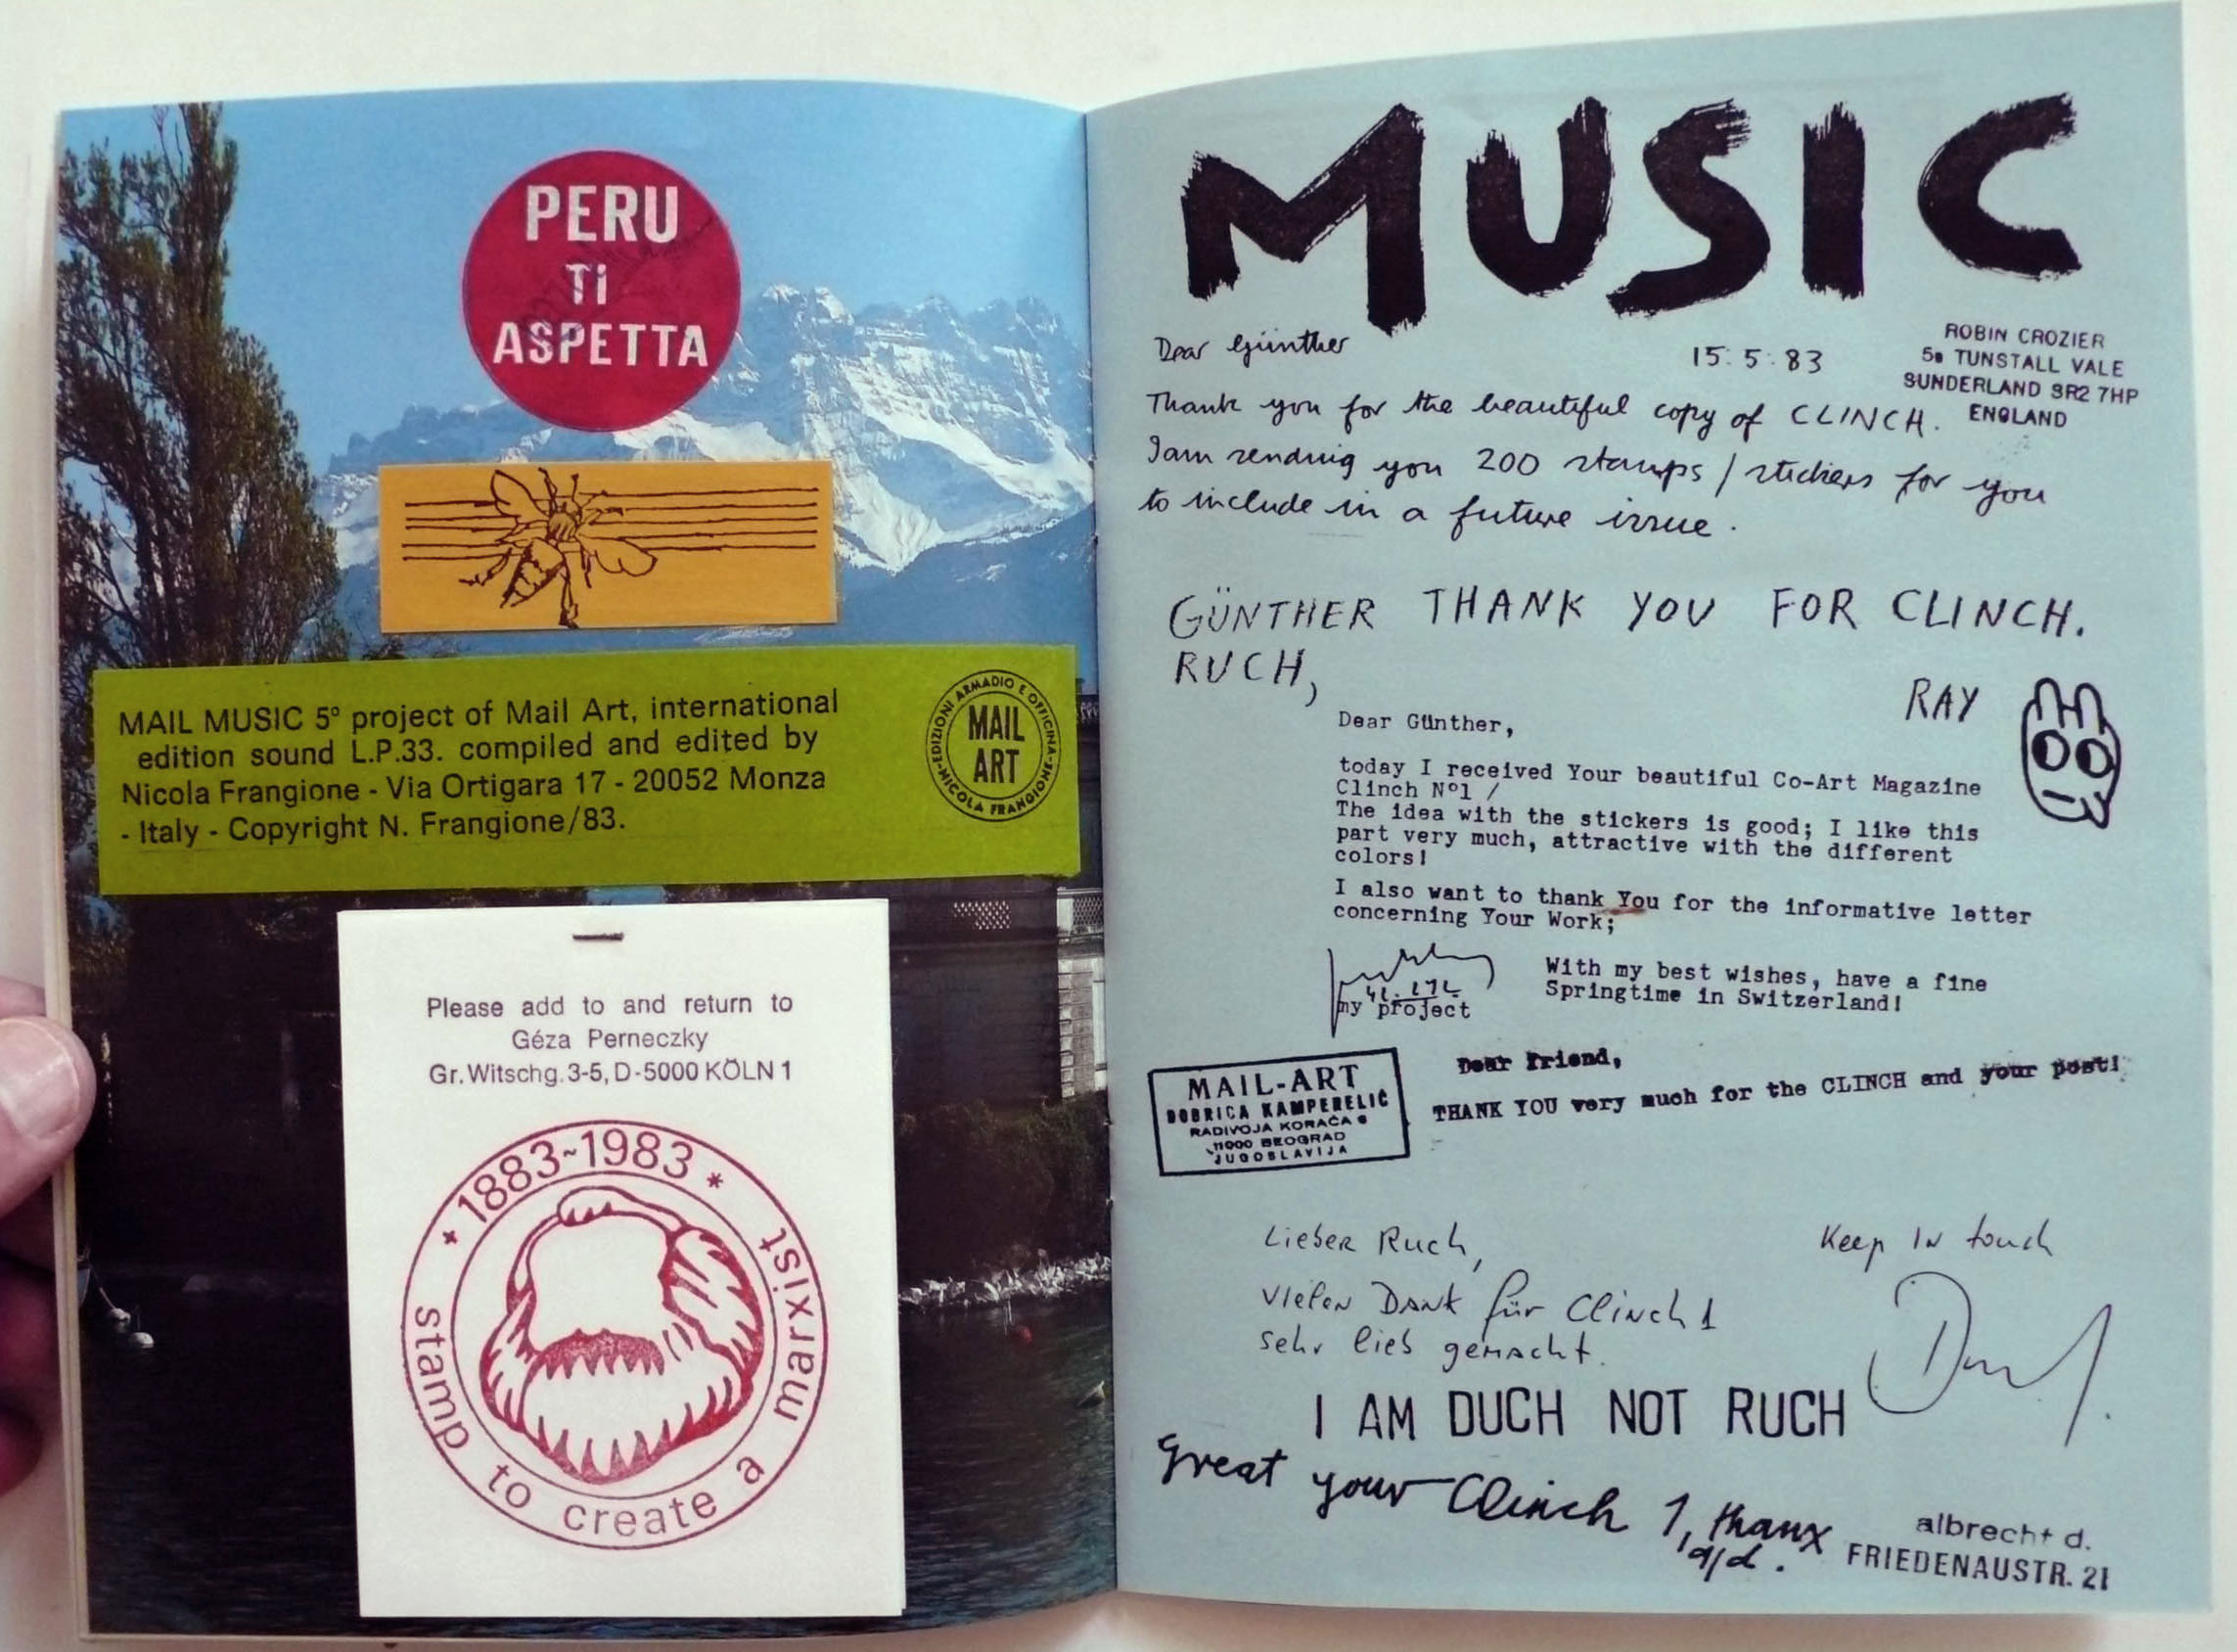 PERU
Ti
ASPETTA
MAIL MUSIC 5° project of Mail Art, international
edition sound L.P.33. compiled and edited by
Nicola Frangione - Via Ortigara 17 - 20052 Monza
- Italy - Copyright N. Frangione/83.
EDIZIONI ARMADIO E OFFICINA
MAIL
ART
NICOLA FRANGIONE
Please add to and return to
Géza Perneczky
Gr. Witschg. 3-5, D-5000 KÖLN 1
1883~1983
stamp to create a marxist
MUSIC
Dear Günther
15.5.83
ROBIN CROZIER
5a TUNSTALL VALE
SUNDERLAND SR2 7HP
ENGLAND
Thank you for the beautiful copy of CLINCH.
I am sending you 200 stamps / stickers for you
to include in a future issue.
GÜNTHER THANK YOU FOR CLINCH.
RUCH,
RAY
Dear Günther,
today I received Your beautiful Co-Art Magazine
Clinch Nº1 /
The idea with the stickers is good; I like this
part very much, attractive with the different
colors!
I also want to thank You for the informative letter
concerning Your Work;
my project
With my best wishes, have a fine
Springtime in Switzerland!
MAIL-ART
DOBRICA KAMPERELIĆ
RADIVOJA KORAĆA 6
11000 BEOGRAD
JUGOSLAVIJA
Dear Friend,
THANK YOU very much for the CLINCH and your post!
Lieber Ruch,
vielen Dank für Clinch 1
sehr lieb gemacht.
Keep in touch
I AM DUCH NOT RUCH
Great your Clinch 1, thanx
a/d.
albrecht d.
FRIEDENAUSTR. 21